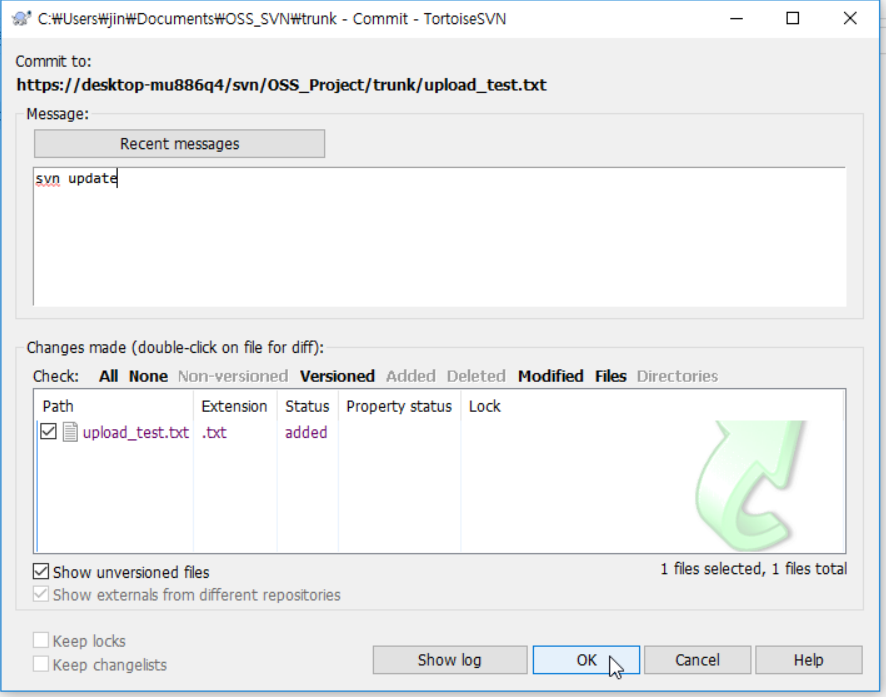 C:₩Users₩jin₩Documents₩OSS_SVN₩trunk - Commit - TortoiseSVN
Commit to:
https://desktop-mu886q4/svn/OSS_Project/trunk/upload_test.txt
Message:
Recent messages
svn update
Changes made (double-click on file for diff):
Check: All None Non-versioned Versioned Added Deleted Modified Files Directories
Path Extension Status Property status Lock
upload_test.txt .txt added
Show unversioned files
1 files selected, 1 files total
Show externals from different repositories
Keep locks
Keep changelists
Show log OK Cancel Help